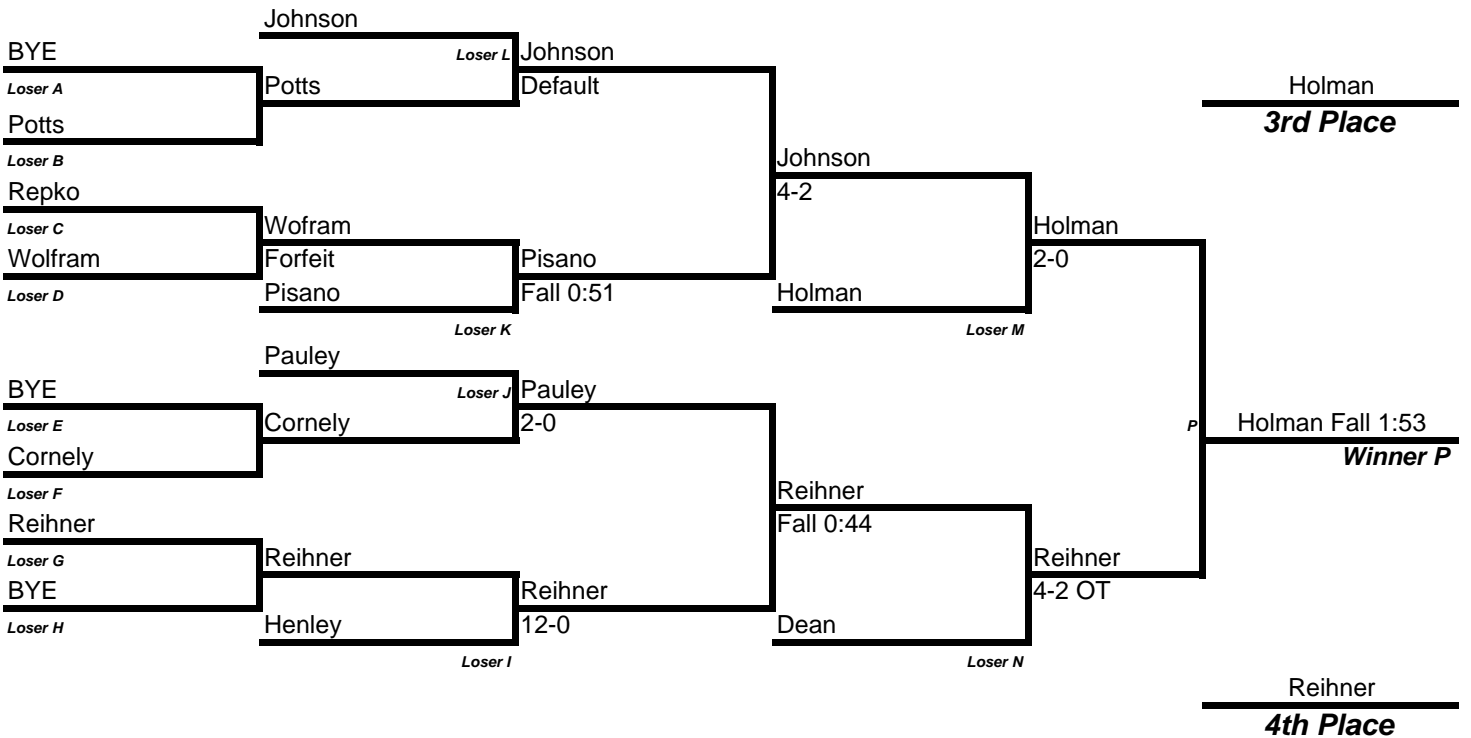 Johnson
BYE
Loser L
Johnson
Loser A
Potts
Default
Holman
Potts
3rd Place
Loser B
Johnson
Repko
4-2
Loser C
Wofram
Holman
Wolfram
Forfeit
Pisano
2-0
Loser D
Pisano
Fall 0:51
Holman
Loser K
Loser M
Pauley
BYE
Loser J
Pauley
Loser E
Cornely
2-0
P
Holman Fall 1:53
Cornely
Winner P
Loser F
Reihner
Reihner
Fall 0:44
Loser G
Reihner
Reihner
BYE
Reihner
4-2 OT
Loser H
Henley
12-0
Dean
Loser I
Loser N
Reihner
4th Place